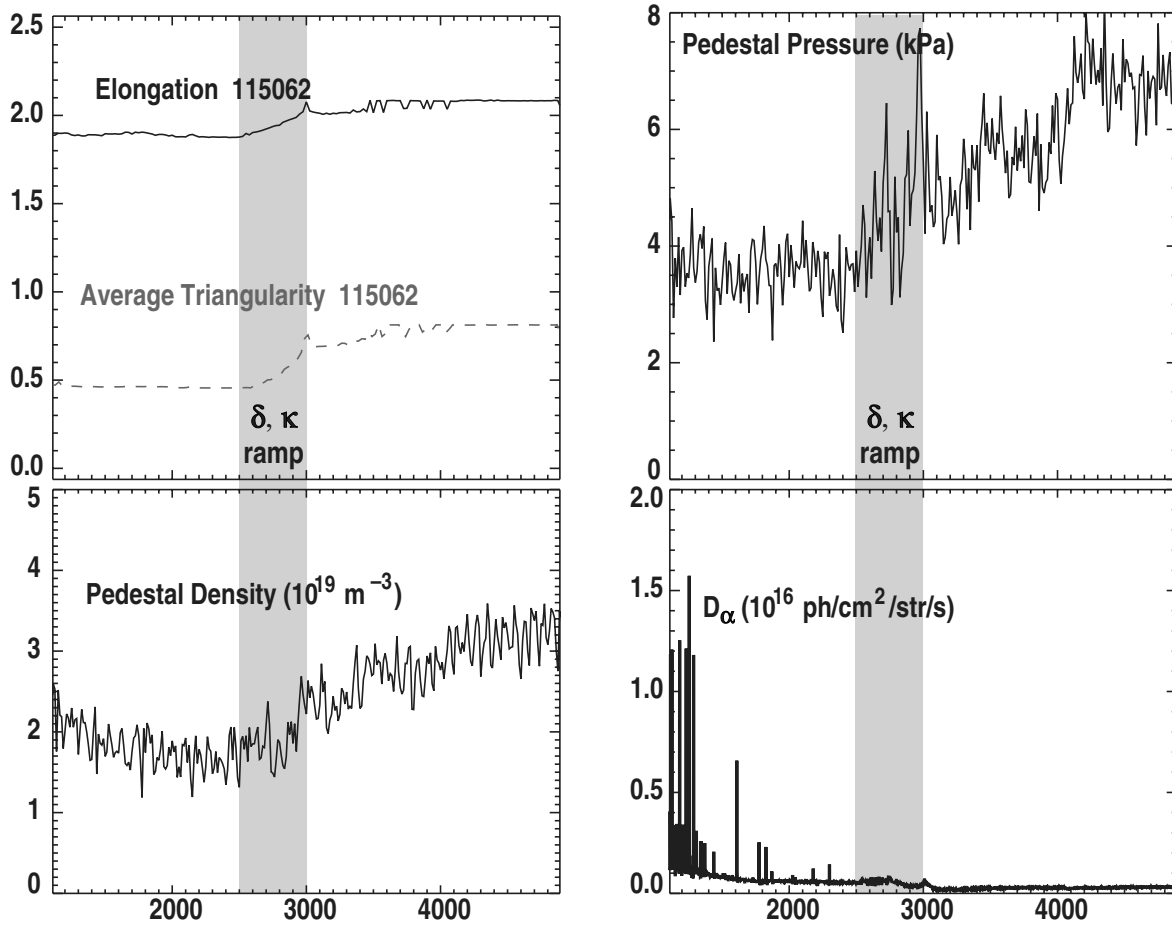 2.5
2.0
1.5
1.0
0.5
0.0
Elongation 115062
Average Triangularity 115062
δ, κ
ramp
8
6
4
2
0
Pedestal Pressure (kPa)
δ, κ
ramp
5
4
3
2
1
0
Pedestal Density (10¹⁹ m⁻³)
2000 3000 4000
2.0
1.5
1.0
0.5
0.0
Dα (10¹⁶ ph/cm²/str/s)
2000 3000 4000